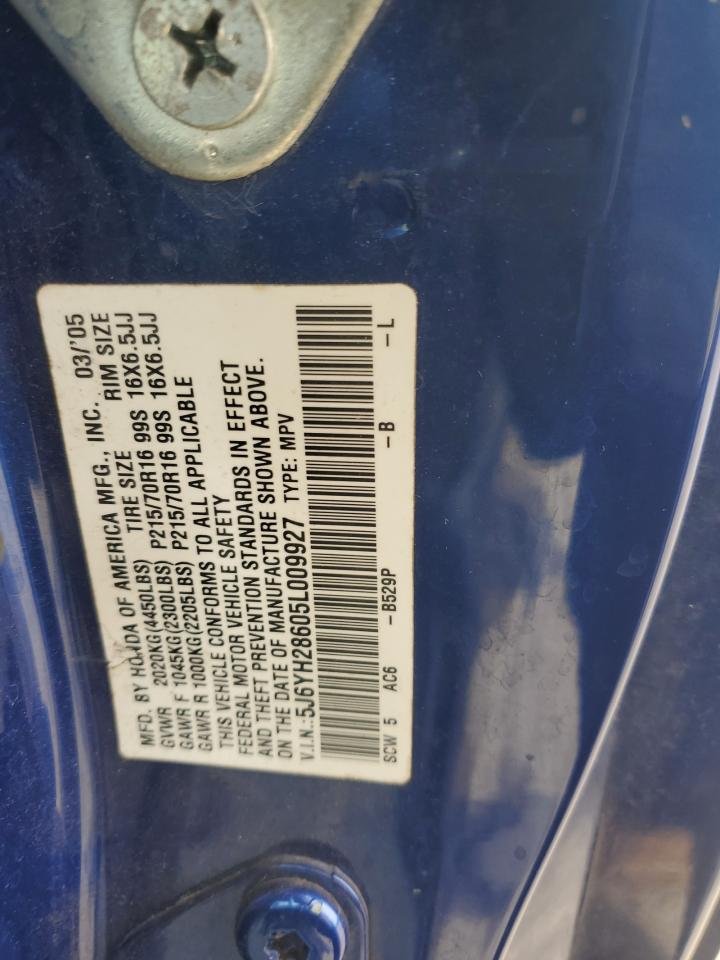 MFD. BY HONDA OF AMERICA MFG., INC. 03/'05
GVWR 2020KG(4450LBS) TIRE SIZE RIM SIZE
GAWR F 1045KG(2300LBS) P215/70R16 99S 16X6.5JJ
GAWR R 1000KG(2205LBS) P215/70R16 99S 16X6.5JJ
THIS VEHICLE CONFORMS TO ALL APPLICABLE
FEDERAL MOTOR VEHICLE SAFETY
AND THEFT PREVENTION STANDARDS IN EFFECT
ON THE DATE OF MANUFACTURE SHOWN ABOVE.
V.I.N.:5J6YH28605L009927 TYPE: MPV
SCW 5 AC6 -B529P -B -L